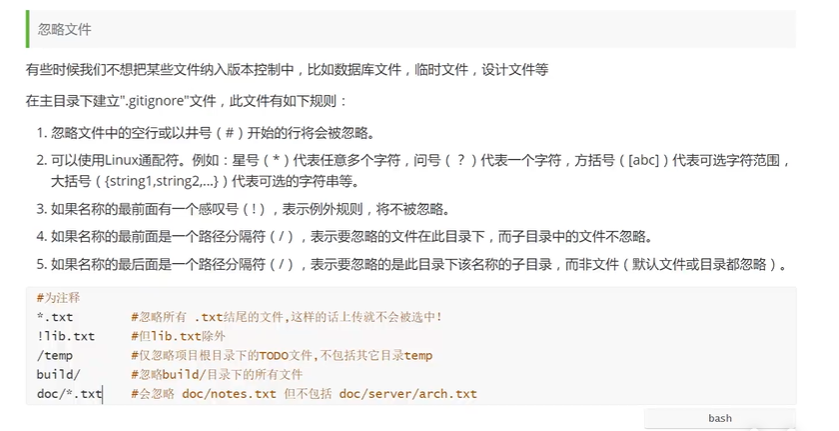 忽略文件
有些时候我们不想把某些文件纳入版本控制中，比如数据库文件，临时文件，设计文件等
在主目录下建立".gitignore"文件，此文件有如下规则：
1. 忽略文件中的空行或以井号（#）开始的行将会被忽略。
2. 可以使用Linux通配符。例如：星号（*）代表任意多个字符，问号（？）代表一个字符，方括号（[abc]）代表可选字符范围，
大括号（{string1,string2,...}）代表可选的字符串等。
3. 如果名称的最前面有一个感叹号（!），表示例外规则，将不被忽略。
4. 如果名称的最前面是一个路径分隔符（/），表示要忽略的文件在此目录下，而子目录中的文件不忽略。
5. 如果名称的最后面是一个路径分隔符（/），表示要忽略的是此目录下该名称的子目录，而非文件（默认文件或目录都忽略）。
#为注释
*.txt #忽略所有 .txt结尾的文件,这样的话上传就不会被选中!
!lib.txt #但lib.txt除外
/temp #仅忽略项目根目录下的TODO文件,不包括其它目录temp
build/ #忽略build/目录下的所有文件
doc/*.txt #会忽略 doc/notes.txt 但不包括 doc/server/arch.txt
bash